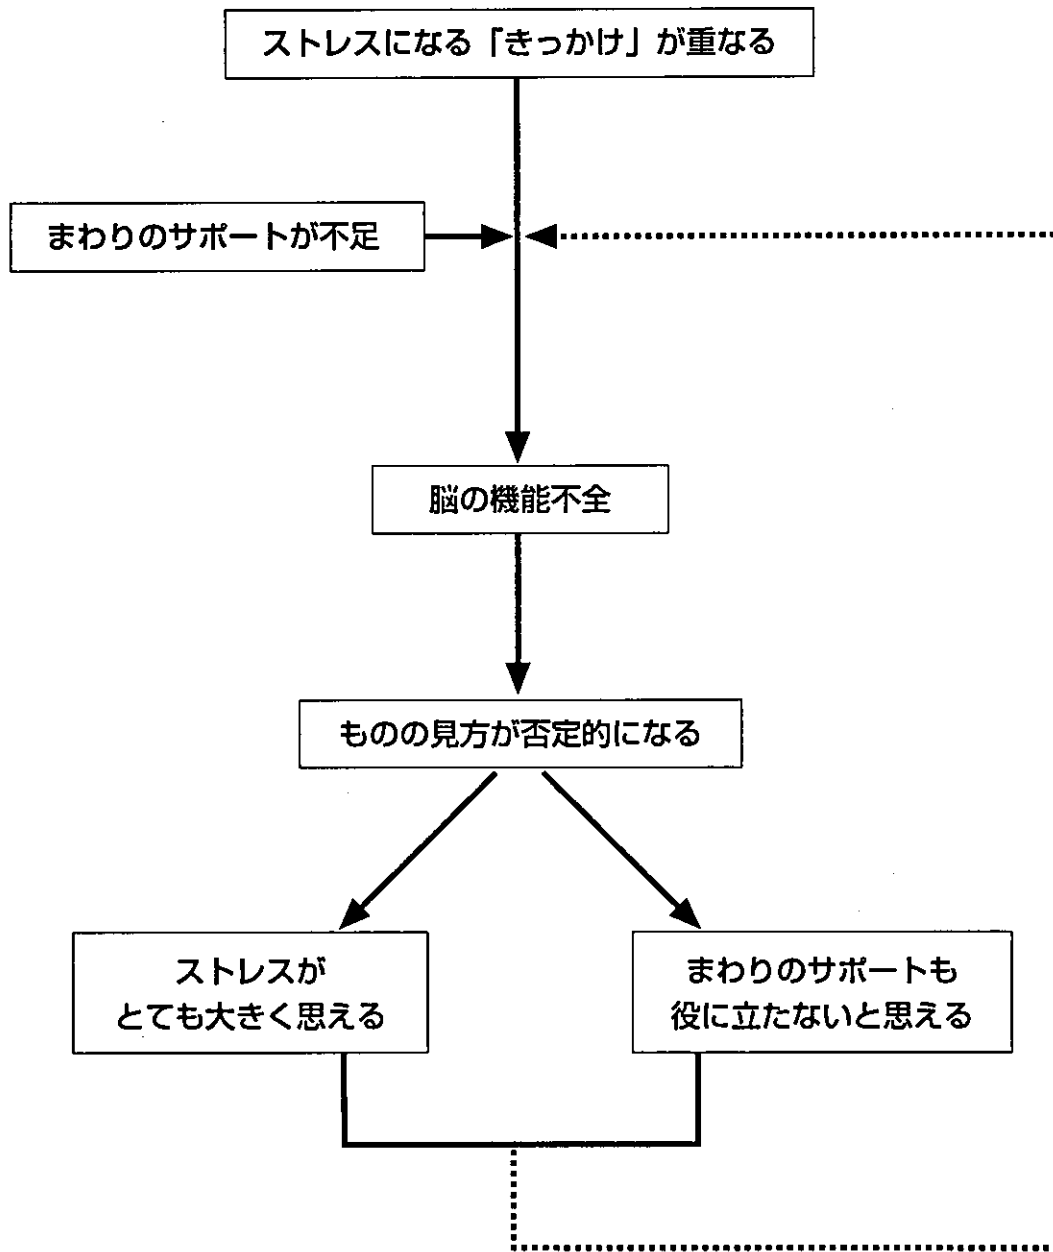 ストレスになる「きっかけ」が重なる
まわりのサポートが不足
脳の機能不全
ものの見方が否定的になる
ストレスが
とても大きく思える
まわりのサポートも
役に立たないと思える